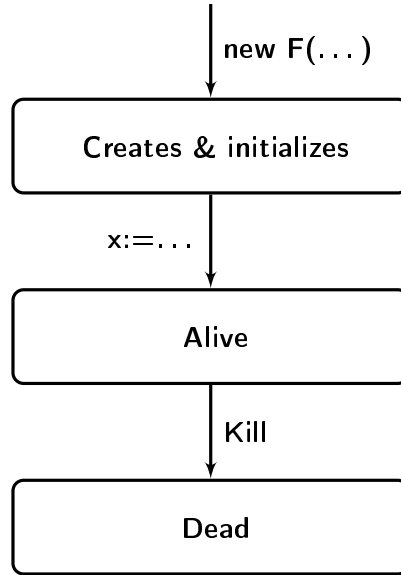 new F(...)
Creates & initializes
x:=...
Alive
Kill
Dead